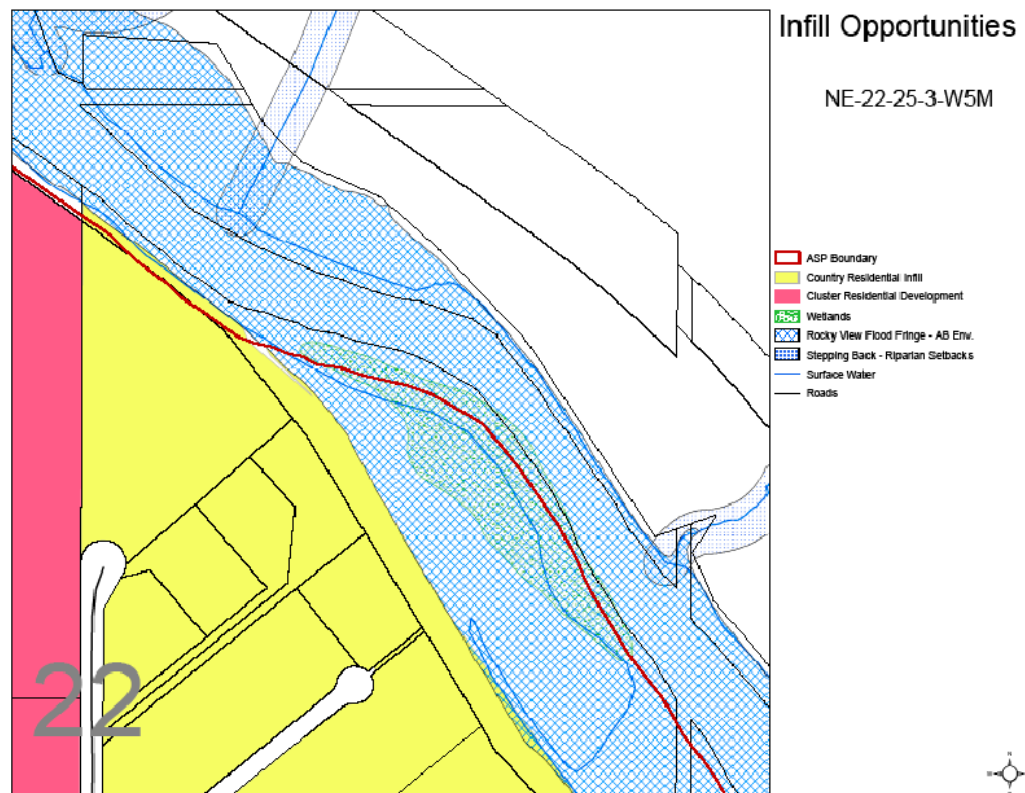 Infill Opportunities
NE-22-25-3-W5M
ASP Boundary
Country Residential Infill
Cluster Residential Development
Wetlands
Rocky View Flood Fringe - AB Env.
Stepping Back - Riparian Setbacks
Surface Water
Roads
22
N